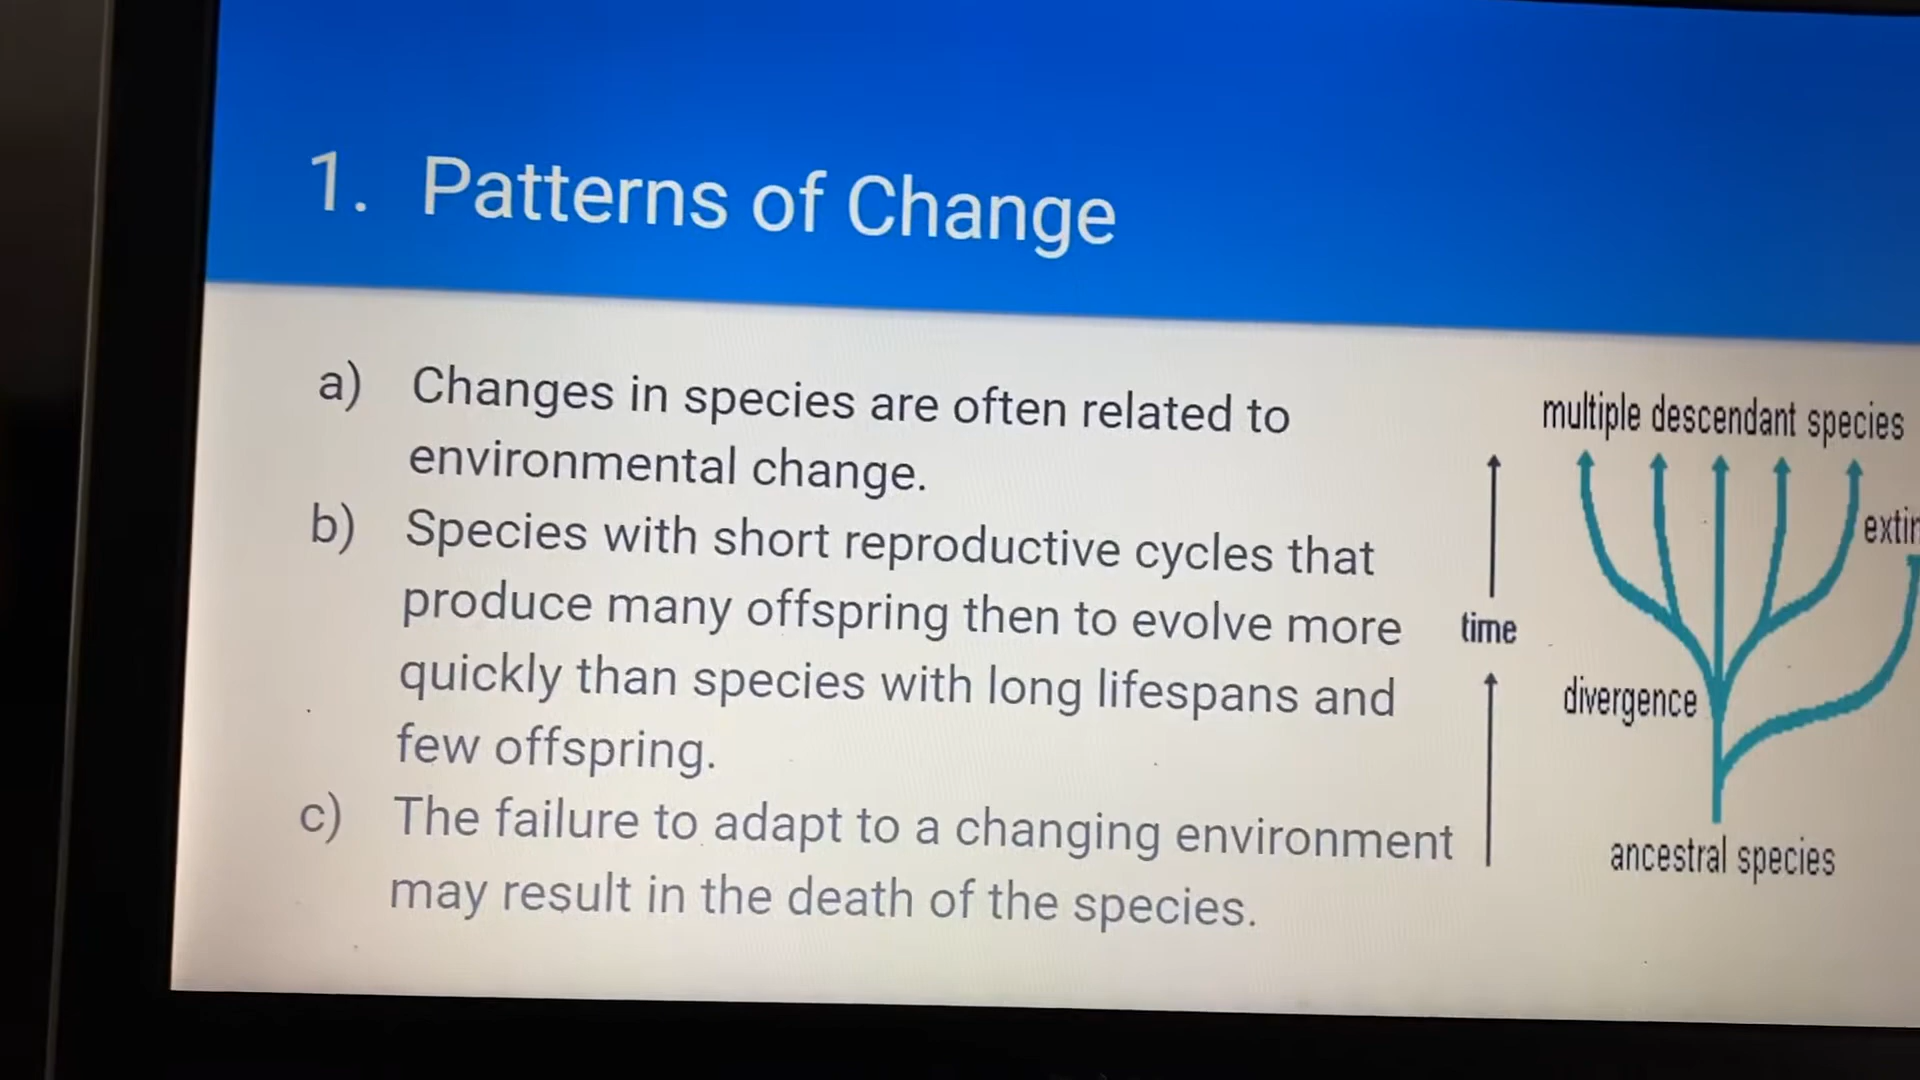 1. Patterns of Change
a) Changes in species are often related to
environmental change.
b) Species with short reproductive cycles that
produce many offspring then to evolve more
quickly than species with long lifespans and
few offspring.
c) The failure to adapt to a changing environment
may result in the death of the species.
multiple descendant species
time
divergence
ancestral species